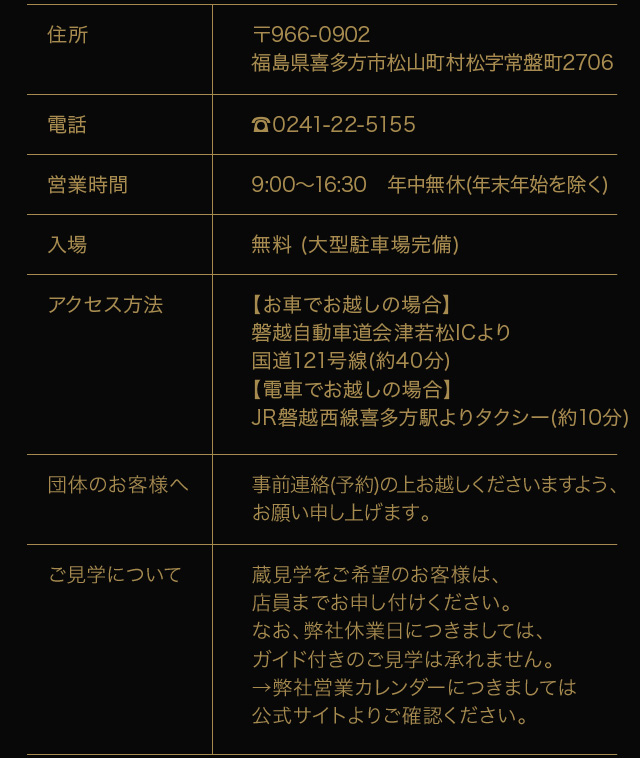 住所
〒966-0902
福島県喜多方市松山町村松字常盤町2706
電話
☎0241-22-5155
営業時間
9:00〜16:30　年中無休(年末年始を除く)
入場
無料 (大型駐車場完備)
アクセス方法
【お車でお越しの場合】
磐越自動車道会津若松ICより
国道121号線(約40分)
【電車でお越しの場合】
JR磐越西線喜多方駅よりタクシー(約10分)
団体のお客様へ
事前連絡(予約)の上お越しくださいますよう、
お願い申し上げます。
ご見学について
蔵見学をご希望のお客様は、
店員までお申し付けください。
なお、弊社休業日につきましては、
ガイド付きのご見学は承れません。
→弊社営業カレンダーにつきましては
公式サイトよりご確認ください。